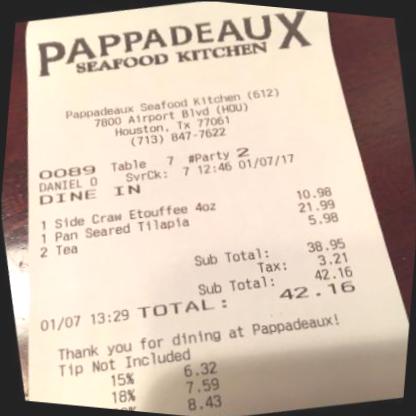 PAPPADEAUX
SEAFOOD KITCHEN
Pappadeaux Seafood Kitchen (612)
7800 Airport Blvd (HOU)
Houston, Tx 77061
(713) 847-7622
0089 Table 7 #Party 2
DANIEL O SvrCk: 7 12:46 01/07/17
DINE IN
1 Side Craw Etouffee 4oz 10.98
1 Pan Seared Tilapia 21.99
2 Tea 5.98
Sub Total: 38.95
Tax: 3.21
Sub Total: 42.16
01/07 13:29 TOTAL: 42.16
Thank you for dining at Pappadeaux!
Tip Not Included
15% 6.32
18% 7.59
8.43